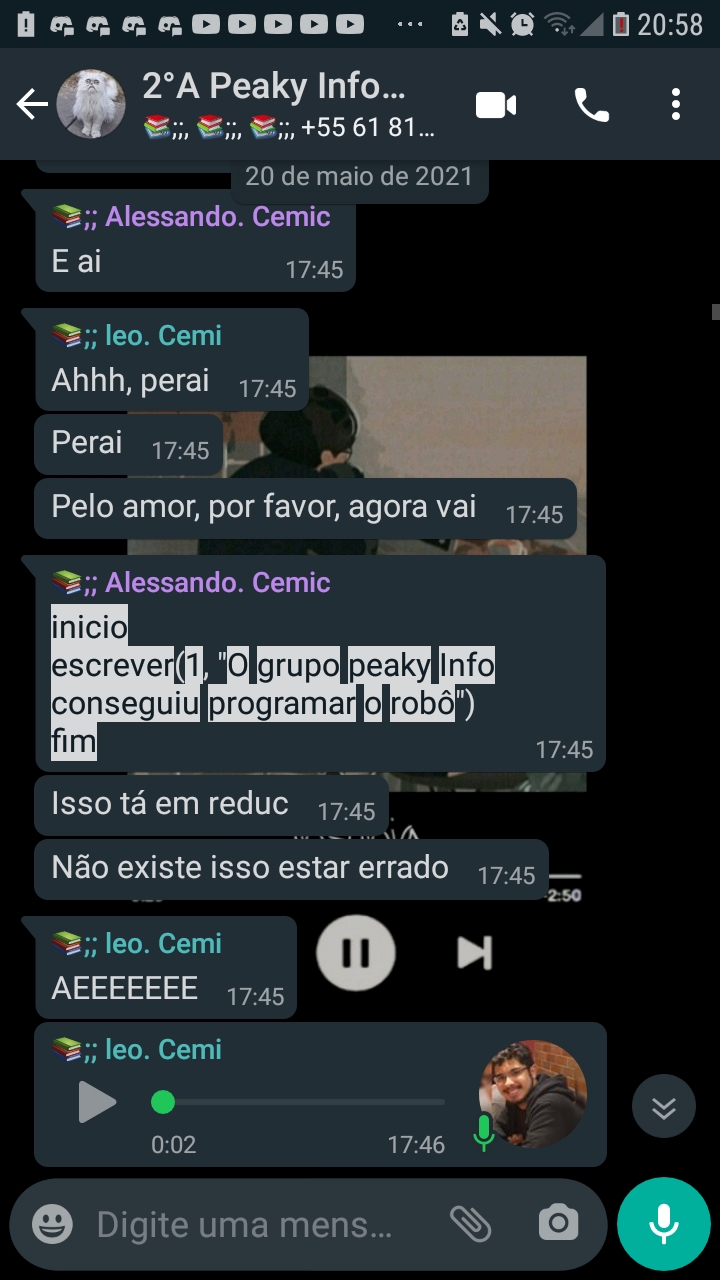 20:58
2°A Peaky Info...
📚;;, 📚;;, 📚;;, +55 61 81...
20 de maio de 2021
📚;; Alessando. Cemic
E ai 17:45
📚;; leo. Cemi
Ahhh, perai 17:45
Perai 17:45
Pelo amor, por favor, agora vai 17:45
📚;; Alessando. Cemic
inicio
escrever(1, "O grupo peaky Info
conseguiu programar o robô")
fim 17:45
Isso tá em reduc 17:45
Não existe isso estar errado 17:45
-2:50
📚;; leo. Cemi
AEEEEEEE 17:45
📚;; leo. Cemi
0:02 17:46
Digite uma mens...